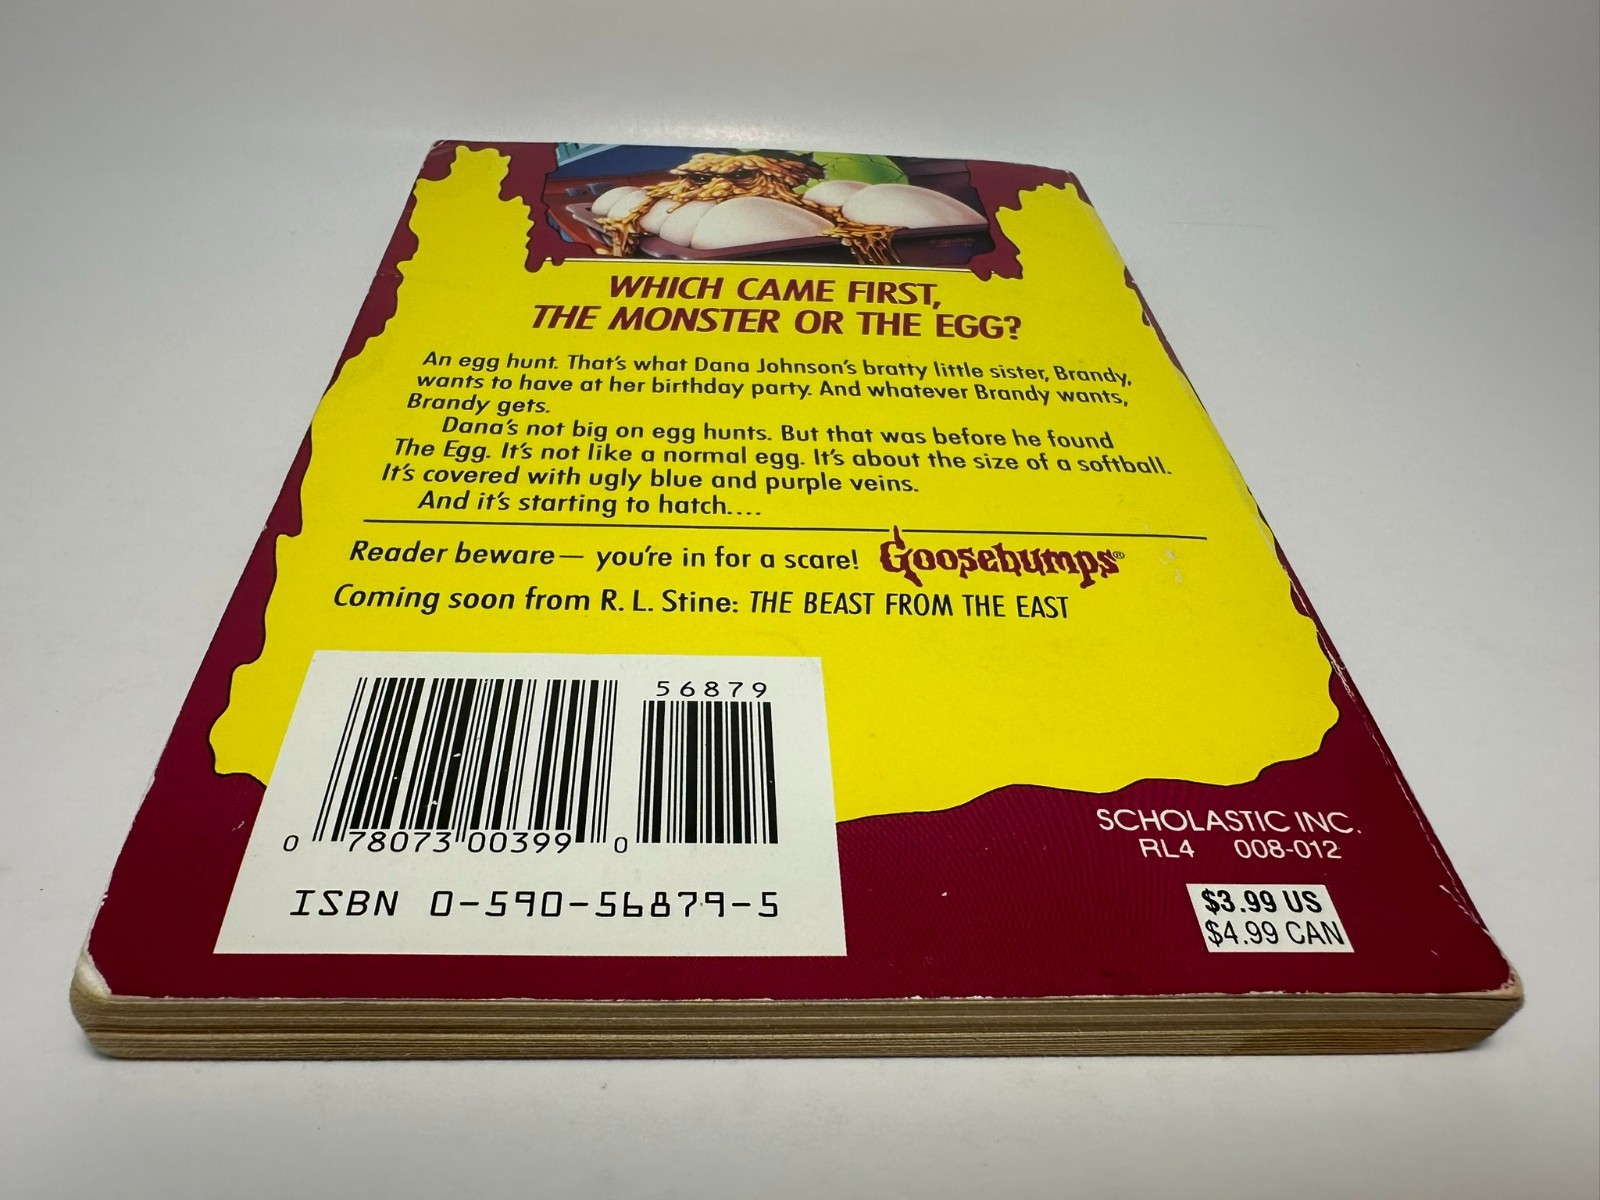 WHICH CAME FIRST,
THE MONSTER OR THE EGG?
An egg hunt. That's what Dana Johnson's bratty little sister, Brandy,
wants to have at her birthday party. And whatever Brandy wants,
Brandy gets.
Dana's not big on egg hunts. But that was before he found
The Egg. It's not like a normal egg. It's about the size of a softball.
It's covered with ugly blue and purple veins.
And it's starting to hatch....
Reader beware— you're in for a scare! Goosebumps®
Coming soon from R. L. Stine: THE BEAST FROM THE EAST
56879
0 78073 00399 0
ISBN 0-590-56879-5
SCHOLASTIC INC.
RL4 008-012
$3.99 US
$4.99 CAN